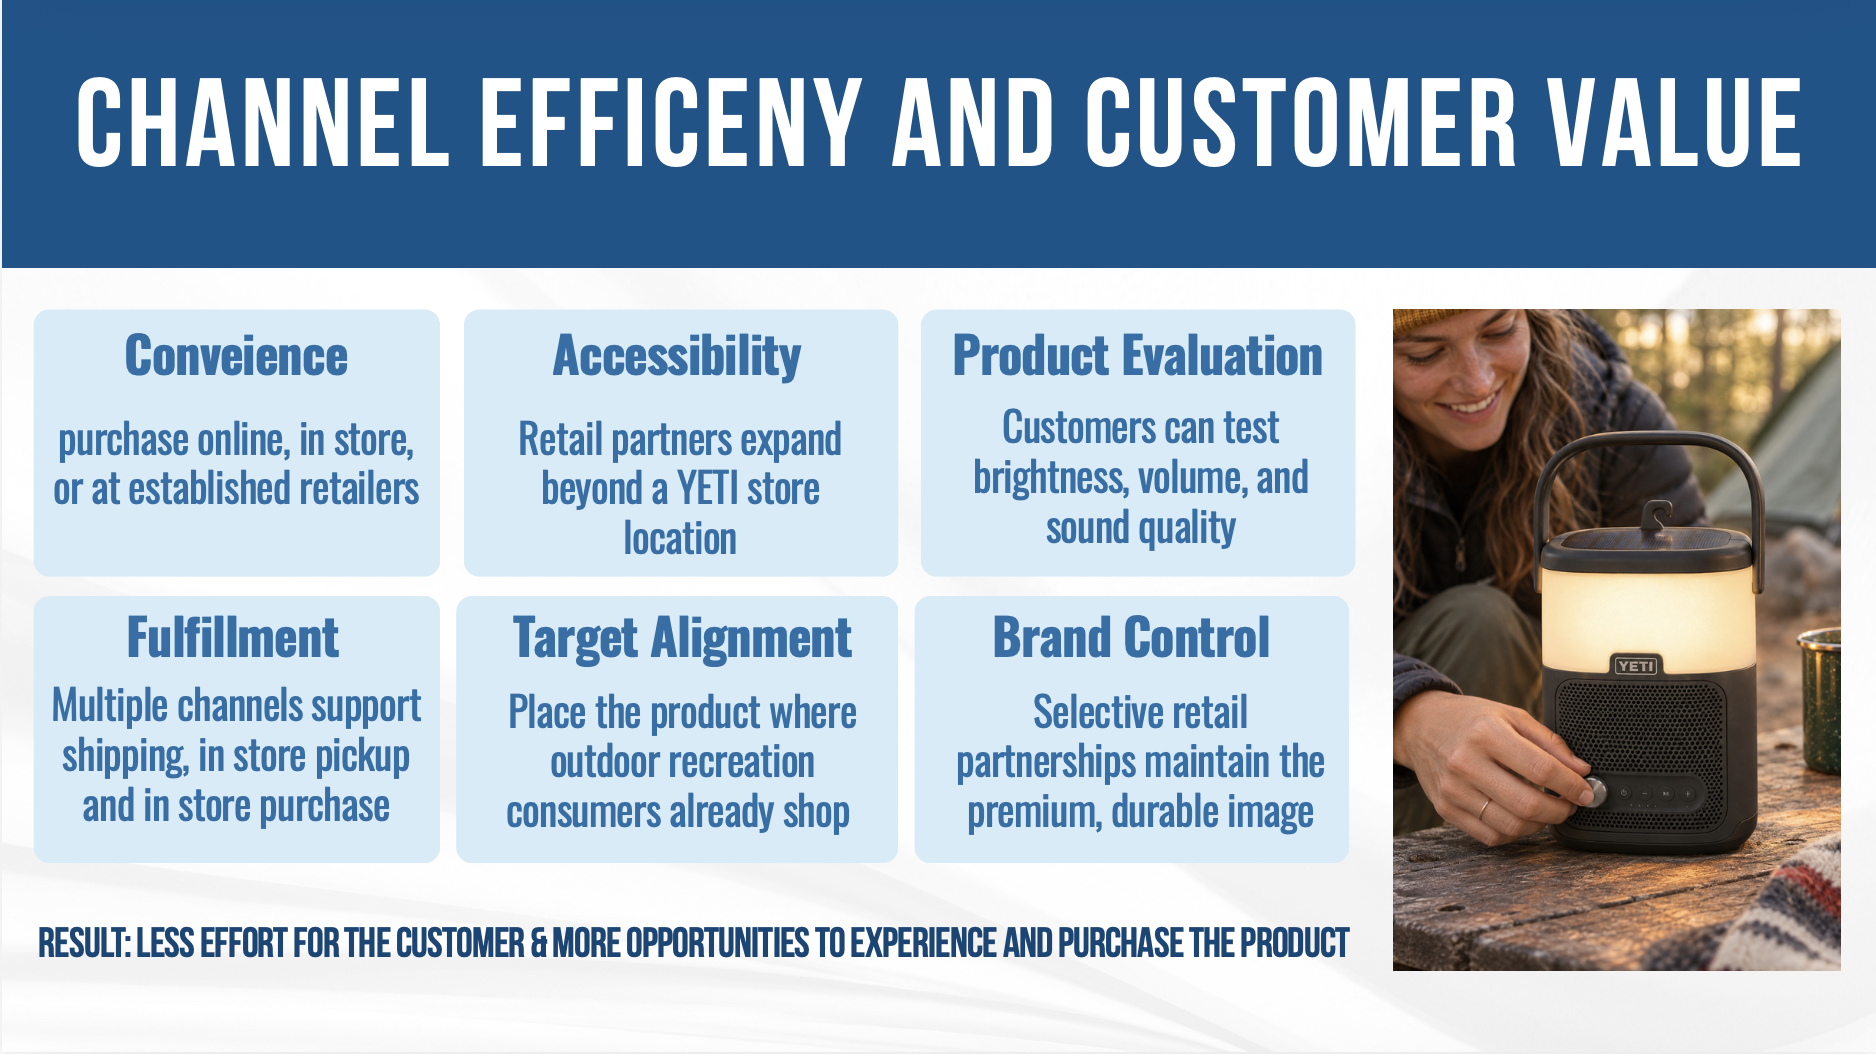 CHANNEL EFFICENY AND CUSTOMER VALUE
Conveience
purchase online, in store,
or at established retailers
Accessibility
Retail partners expand
beyond a YETI store
location
Product Evaluation
Customers can test
brightness, volume, and
sound quality
Fulfillment
Multiple channels support
shipping, in store pickup
and in store purchase
Target Alignment
Place the product where
outdoor recreation
consumers already shop
Brand Control
Selective retail
partnerships maintain the
premium, durable image
YETI
RESULT: LESS EFFORT FOR THE CUSTOMER & MORE OPPORTUNITIES TO EXPERIENCE AND PURCHASE THE PRODUCT